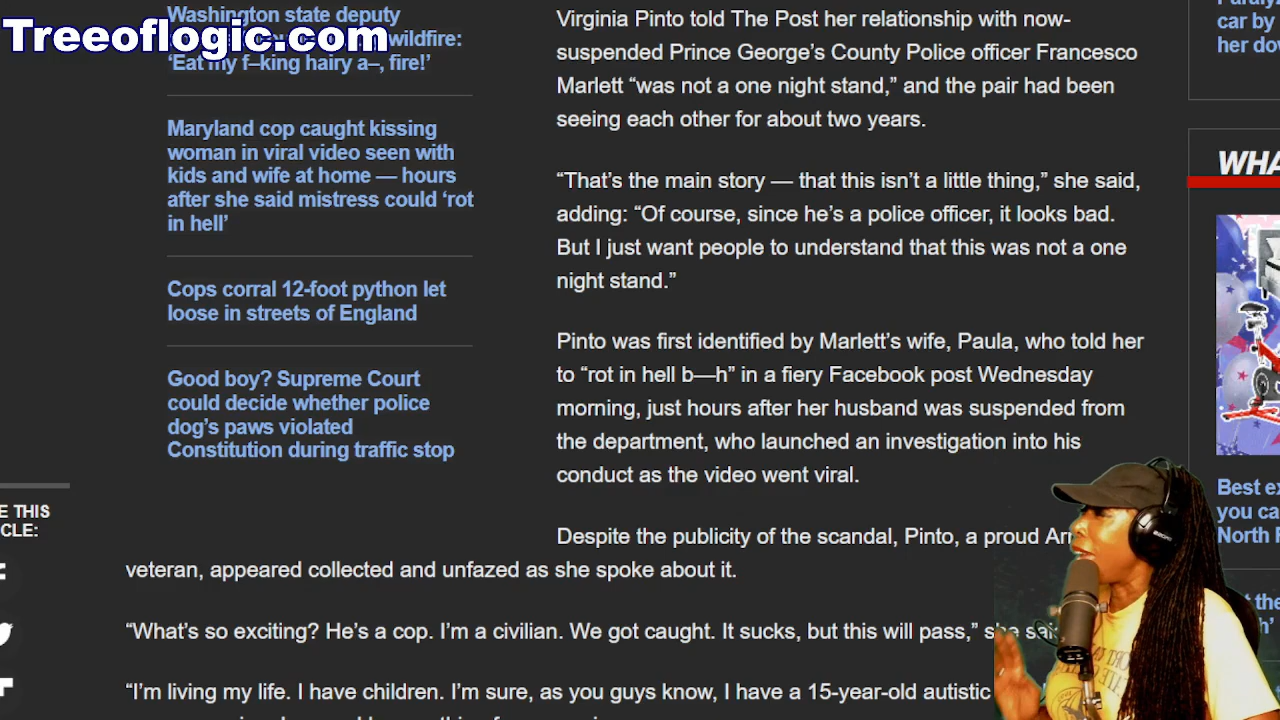 Treeoflogic.com
Washington state deputy
wildfire:
‘Eat my f–king hairy a–, fire!’
Maryland cop caught kissing
woman in viral video seen with
kids and wife at home — hours
after she said mistress could ‘rot
in hell’
Cops corral 12-foot python let
loose in streets of England
Good boy? Supreme Court
could decide whether police
dog’s paws violated
Constitution during traffic stop
E THIS
CLE:
Virginia Pinto told The Post her relationship with now-
suspended Prince George’s County Police officer Francesco
Marlett “was not a one night stand,” and the pair had been
seeing each other for about two years.
“That’s the main story — that this isn’t a little thing,” she said,
adding: “Of course, since he’s a police officer, it looks bad.
But I just want people to understand that this was not a one
night stand.”
Pinto was first identified by Marlett’s wife, Paula, who told her
to “rot in hell b—h” in a fiery Facebook post Wednesday
morning, just hours after her husband was suspended from
the department, who launched an investigation into his
conduct as the video went viral.
Despite the publicity of the scandal, Pinto, a proud
veteran, appeared collected and unfazed as she spoke about it.
“What’s so exciting? He’s a cop. I’m a civilian. We got caught. It sucks, but this will pass,” she
“I’m living my life. I have children. I’m sure, as you guys know, I have a 15-year-old autistic
car by
her do
WHA
Best e
you ca
North